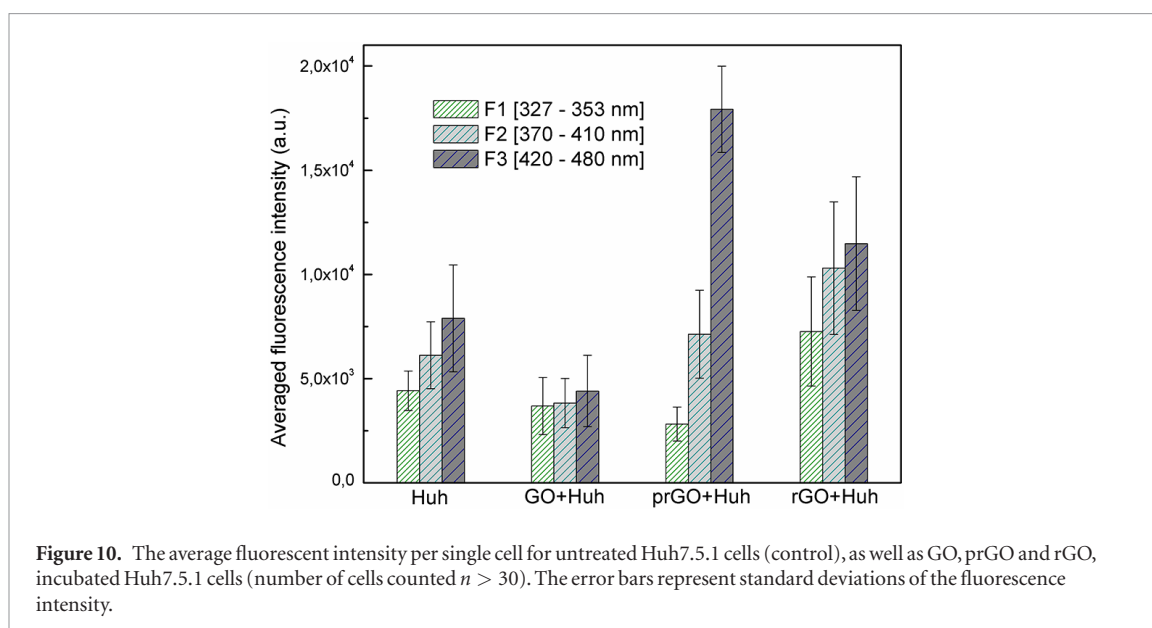 2,0x10⁴
1,5x10⁴
1,0x10⁴
5,0x10³
0,0
Averaged fluorescence intensity (a.u.)
F1 [327 - 353 nm]
F2 [370 - 410 nm]
F3 [420 - 480 nm]
Huh GO+Huh prGO+Huh rGO+Huh
Figure 10. The average fluorescent intensity per single cell for untreated Huh7.5.1 cells (control), as well as GO, prGO and rGO,
incubated Huh7.5.1 cells (number of cells counted n > 30). The error bars represent standard deviations of the fluorescence
intensity.